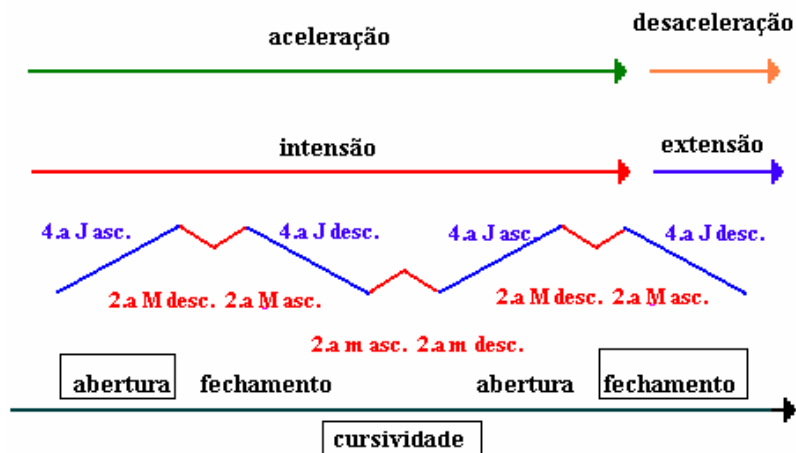 aceleração desaceleração
intensão extensão
4.a J asc. 4.a J desc. 4.a J asc. 4.a J desc.
2.a M desc. 2.a M asc. 2.a M desc. 2.a M asc.
2.a m asc. 2.a m desc.
abertura fechamento abertura fechamento
cursividade